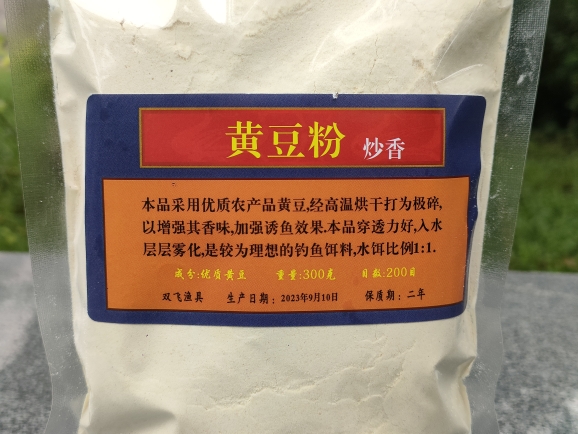 黄豆粉 炒香
本品采用优质农产品黄豆,经高温烘干打为极碎,
以增强其香味,加强诱鱼效果.本品穿透力好,入水
层层雾化,是较为理想的钓鱼饵料,水饵比例1:1.
成分:优质黄豆 重量:300克 目数:200目
双飞渔具 生产日期: 2023年9月10日 保质期: 二年